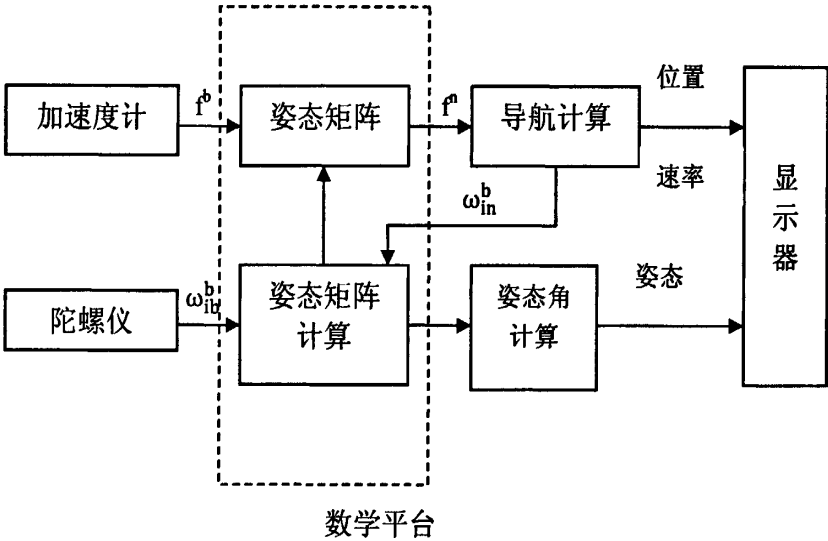 加速度计
f^b
姿态矩阵
f^n
导航计算
位置
速率
显
示
器
ω_in^b
陀螺仪
ω_ib^b
姿态矩阵
计算
姿态角
计算
姿态
数学平台